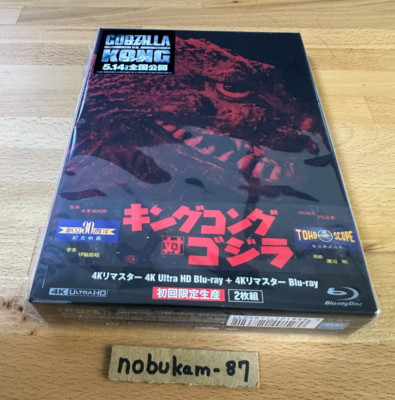 GODZILLA
VS.
KONG
5.14金全国公開
キングコング
対
ゴジラ
TOHO SCOPE
4Kリマスター 4K Ultra HD Blu-ray + 4Kリマスター Blu-ray
初回限定生産 2枚組
4K ULTRA HD
Blu-ray Disc
nobukam-87